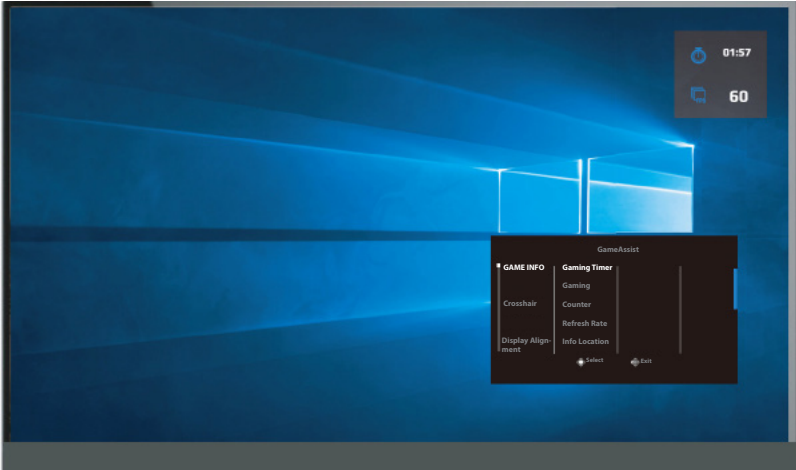 01:57
60
GameAssist
GAME INFO
Gaming Timer
Gaming
Crosshair
Counter
Refresh Rate
Display Align-
ment
Info Location
Select
Exit